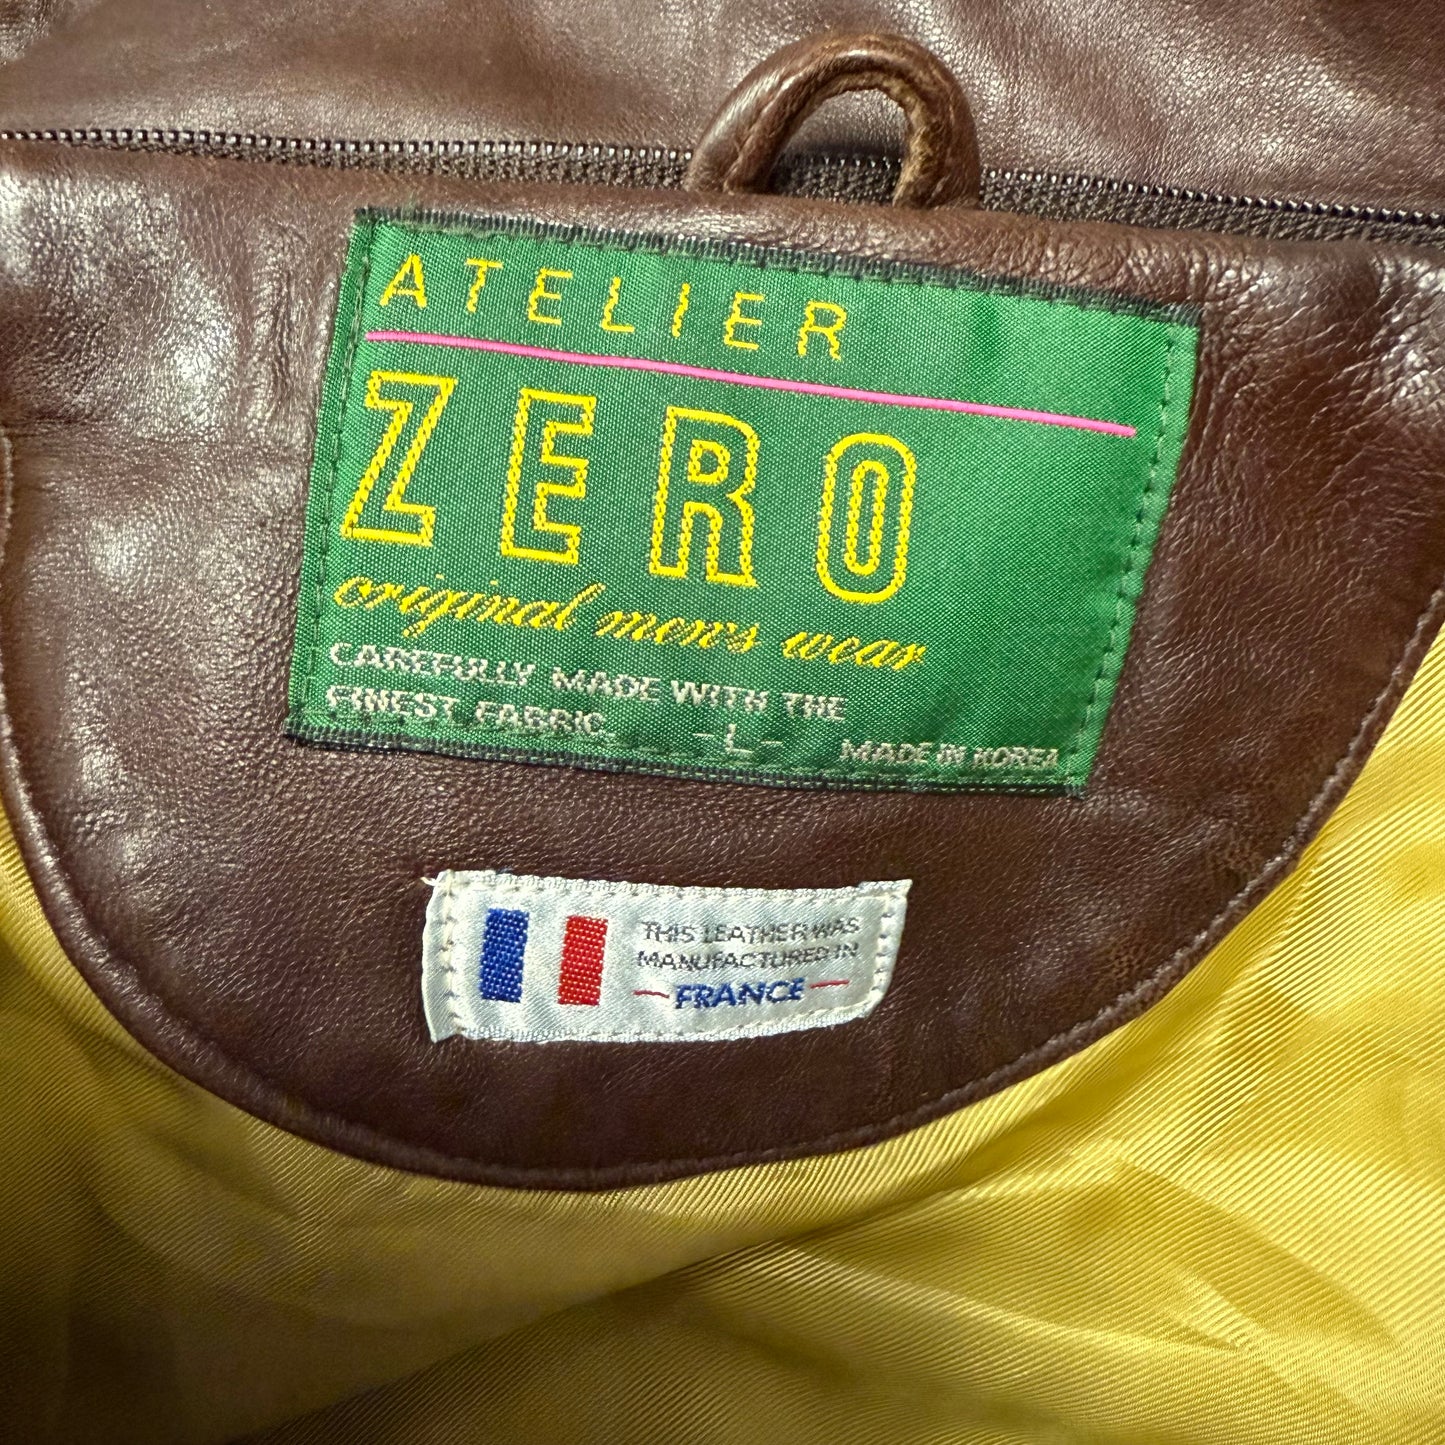 ATELIER
ZERO
original men's wear
CAREFULLY MADE WITH THE
FINEST FABRIC
-L-
MADE IN KOREA
THIS LEATHER WAS
MANUFACTURED IN
FRANCE